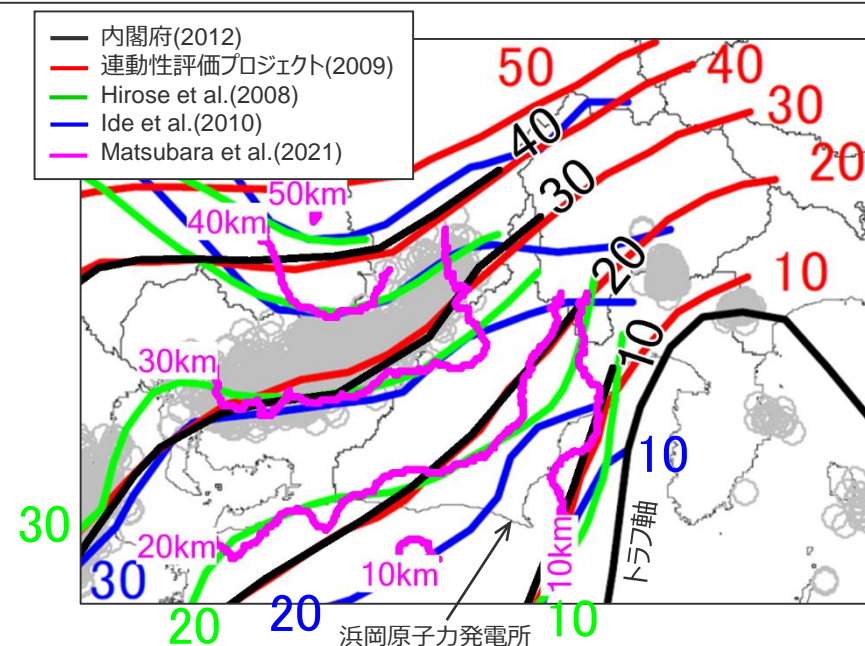 内閣府(2012)
連動性評価プロジェクト(2009)
Hirose et al.(2008)
Ide et al.(2010)
Matsubara et al.(2021)
50
40
30
20
10
40
30
20
10
50km
40km
30km
20km
10km
10km
10
30
30
20
20
10
トラフ軸
浜岡原子力発電所